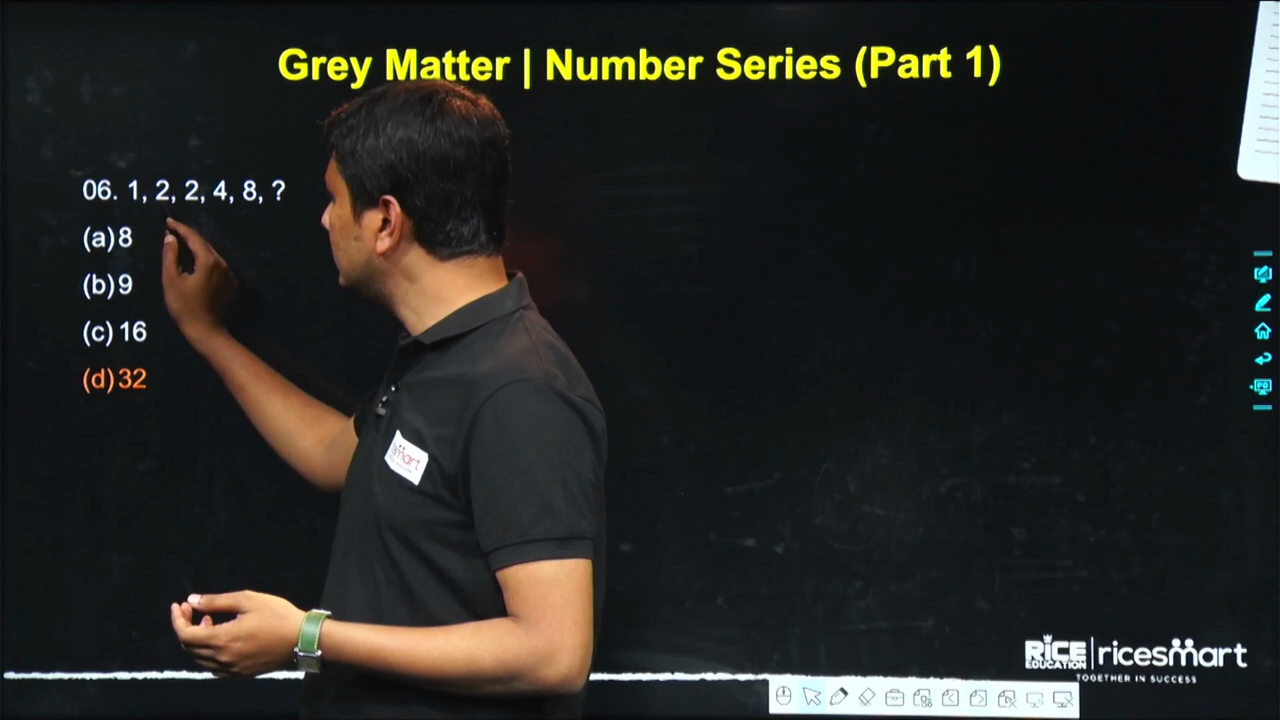 Grey Matter | Number Series (Part 1)
06. 1, 2, 2, 4, 8, ?
(a) 8
(b) 9
(c) 16
(d) 32
RICE EDUCATION | ricesmart
TOGETHER IN SUCCESS